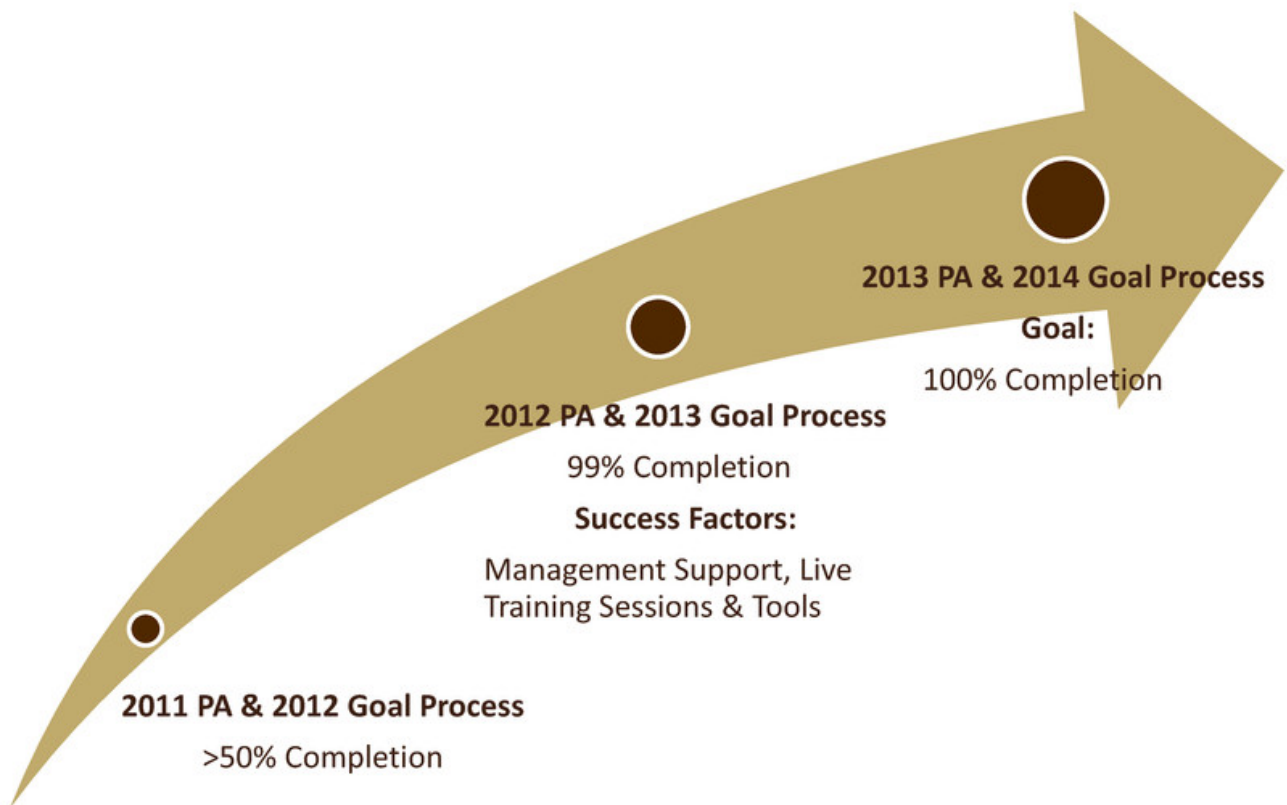 2013 PA & 2014 Goal Process
Goal:
100% Completion
2012 PA & 2013 Goal Process
99% Completion
Success Factors:
Management Support, Live
Training Sessions & Tools
2011 PA & 2012 Goal Process
>50% Completion